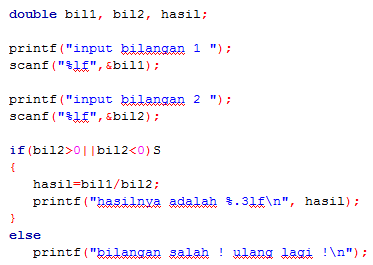 double bil1, bil2, hasil;
printf("input bilangan 1 ");
scanf("%lf",&bil1);
printf("input bilangan 2 ");
scanf("%lf",&bil2);
if(bil2>0||bil2<0)S
{
hasil=bil1/bil2;
printf("hasilnya adalah %.3lf\n", hasil);
}
else
printf("bilangan salah ! ulang lagi !\n");